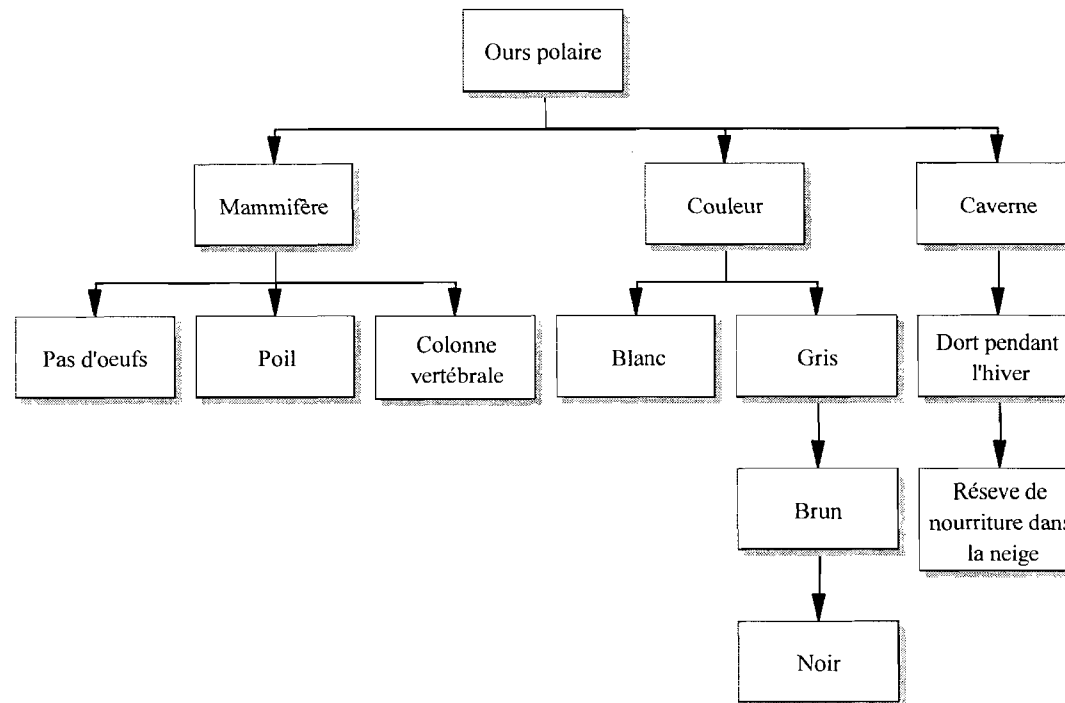 Ours polaire
Mammifère
Couleur
Caverne
Pas d'oeufs
Poil
Colonne
vertébrale
Blanc
Gris
Dort pendant
l'hiver
Brun
Réseve de
nourriture dans
la neige
Noir